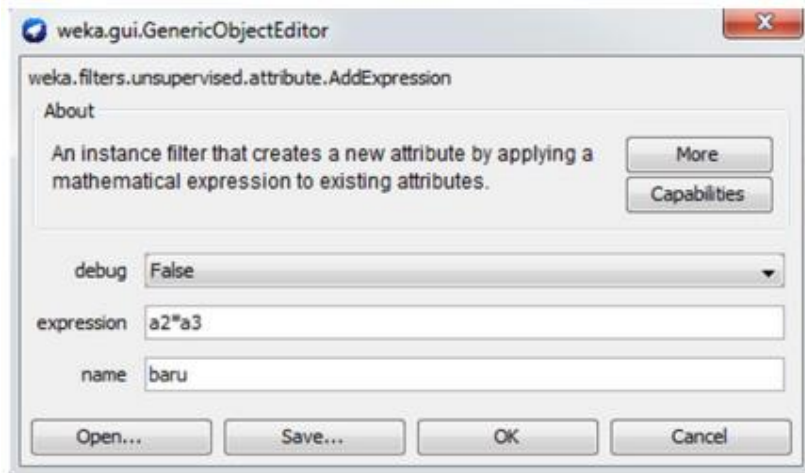 weka.gui.GenericObjectEditor
weka.filters.unsupervised.attribute.AddExpression
About
An instance filter that creates a new attribute by applying a
mathematical expression to existing attributes.
More
Capabilities
debug False
expression a2*a3
name baru
Open... Save... OK Cancel